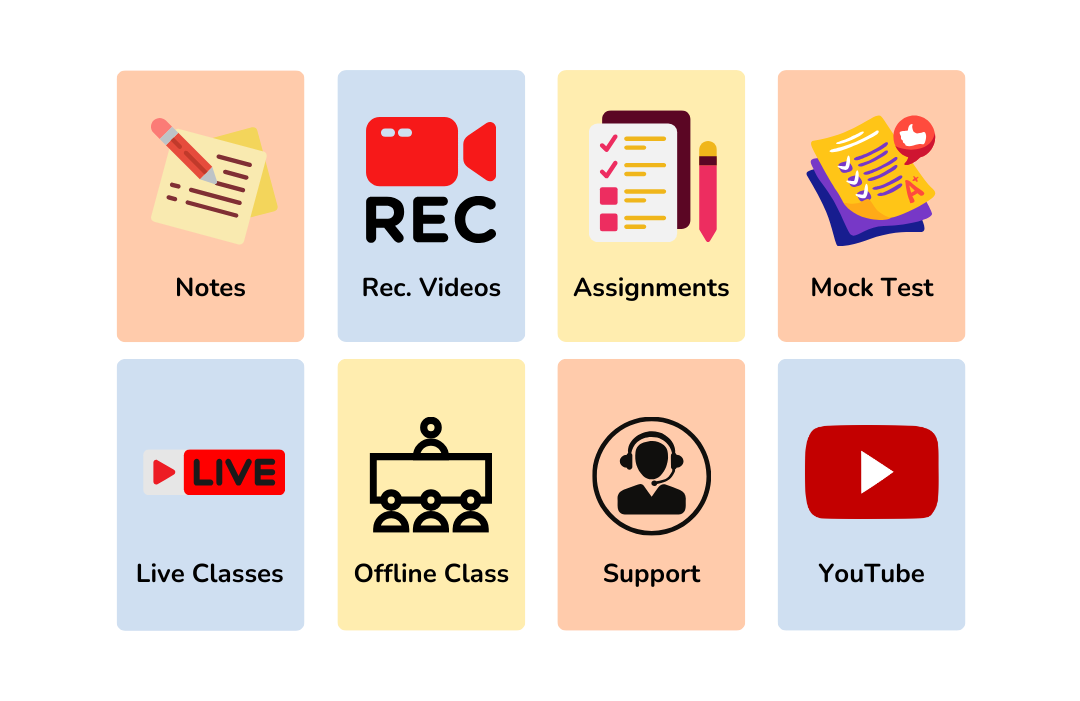 REC
Notes
Rec. Videos
Assignments
A+
Mock Test
LIVE
Live Classes
Offline Class
Support
YouTube